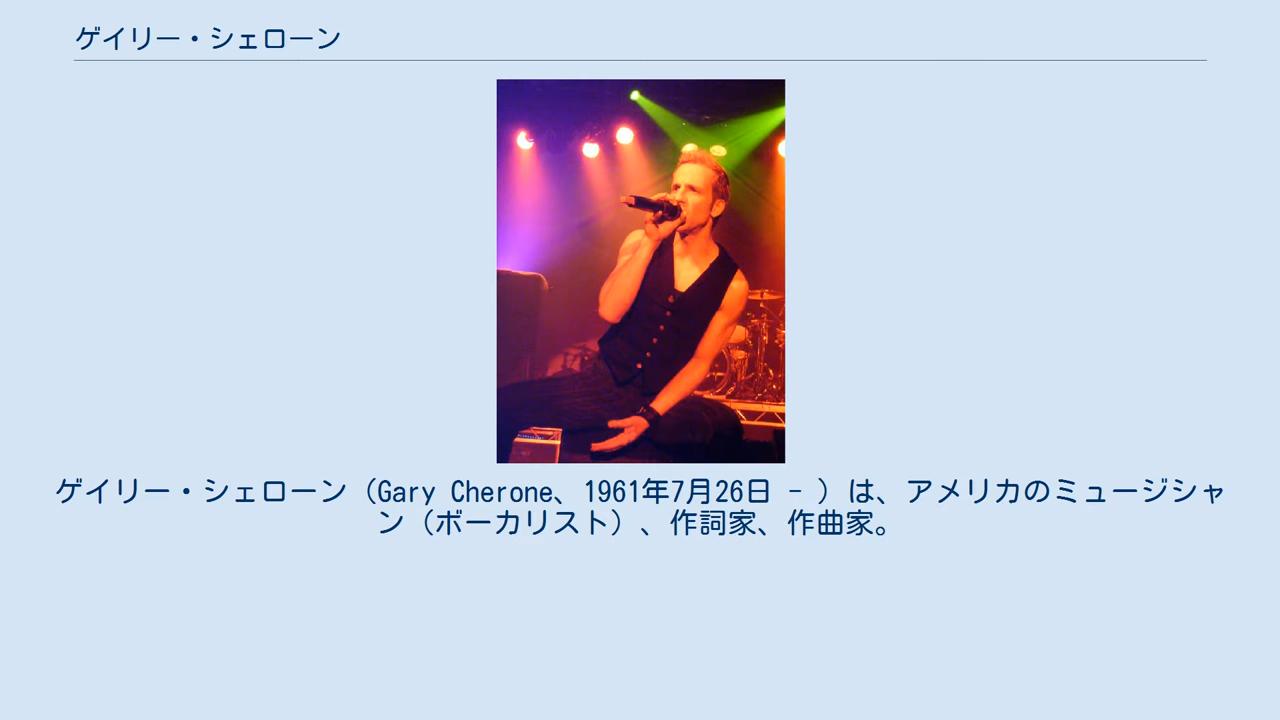 ゲイリー・シェローン
ゲイリー・シェローン（Gary Cherone、1961年7月26日 - ）は、アメリカのミュージシャ
ン（ボーカリスト）、作詞家、作曲家。